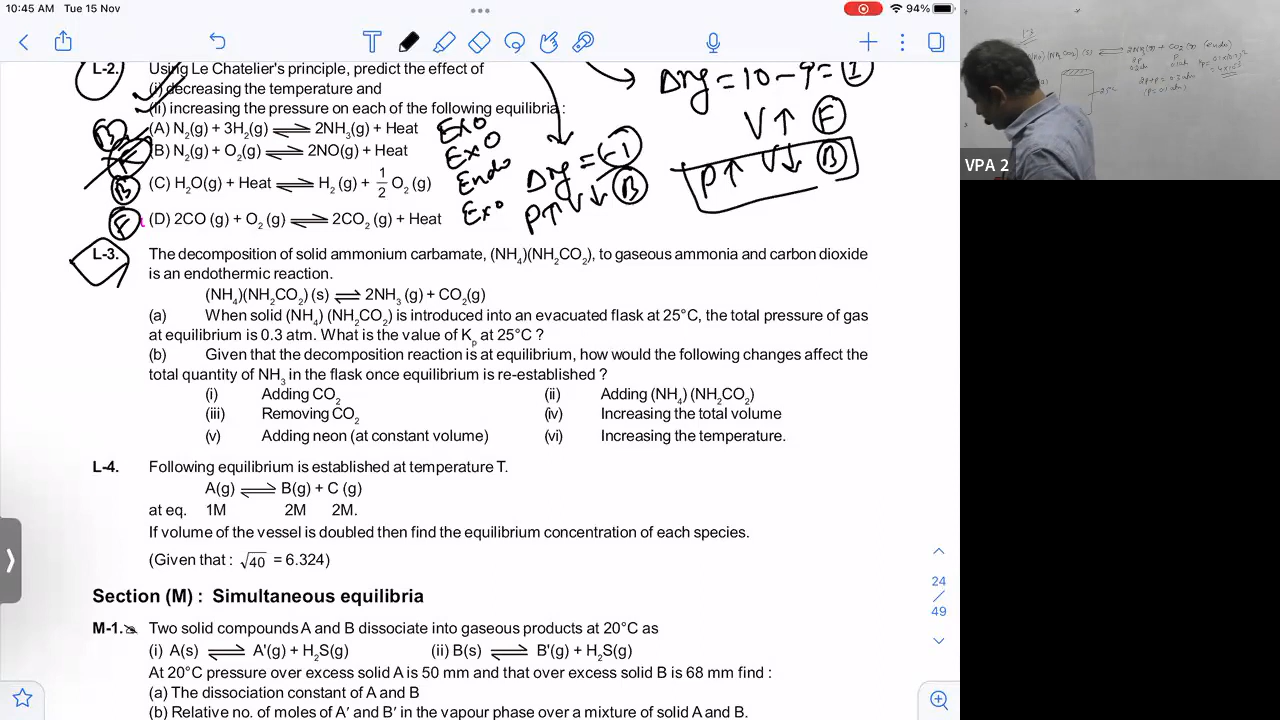 10:45 AM Tue 15 Nov
94%
L-2. Using Le Chatelier's principle, predict the effect of
(i) decreasing the temperature and
(ii) increasing the pressure on each of the following equilibria :
(A) N₂(g) + 3H₂(g) ⇌ 2NH₃(g) + Heat Exo
(B) N₂(g) + O₂(g) ⇌ 2NO(g) + Heat Exo
(C) H₂O(g) + Heat ⇌ H₂ (g) + 1/2 O₂ (g) Endo
(D) 2CO (g) + O₂ (g) ⇌ 2CO₂ (g) + Heat Exo
B
B
F
Δng = -1
P↑ V↓ B
Δng = 10 - 9 = 1
V↑ F
P↑ V↓ B
L-3. The decomposition of solid ammonium carbamate, (NH₄)(NH₂CO₂), to gaseous ammonia and carbon dioxide
is an endothermic reaction.
(NH₄)(NH₂CO₂) (s) ⇌ 2NH₃ (g) + CO₂(g)
(a) When solid (NH₄) (NH₂CO₂) is introduced into an evacuated flask at 25°C, the total pressure of gas
at equilibrium is 0.3 atm. What is the value of Kₚ at 25°C ?
(b) Given that the decomposition reaction is at equilibrium, how would the following changes affect the
total quantity of NH₃ in the flask once equilibrium is re-established ?
(i) Adding CO₂ (ii) Adding (NH₄) (NH₂CO₂)
(iii) Removing CO₂ (iv) Increasing the total volume
(v) Adding neon (at constant volume) (vi) Increasing the temperature.
L-4. Following equilibrium is established at temperature T.
A(g) ⇌ B(g) + C (g)
at eq. 1M 2M 2M.
If volume of the vessel is doubled then find the equilibrium concentration of each species.
(Given that : √40 = 6.324)
Section (M) : Simultaneous equilibria
M-1. Two solid compounds A and B dissociate into gaseous products at 20°C as
(i) A(s) ⇌ A'(g) + H₂S(g) (ii) B(s) ⇌ B'(g) + H₂S(g)
At 20°C pressure over excess solid A is 50 mm and that over excess solid B is 68 mm find :
(a) The dissociation constant of A and B
(b) Relative no. of moles of A′ and B′ in the vapour phase over a mixture of solid A and B.
24
/
49
VPA 2